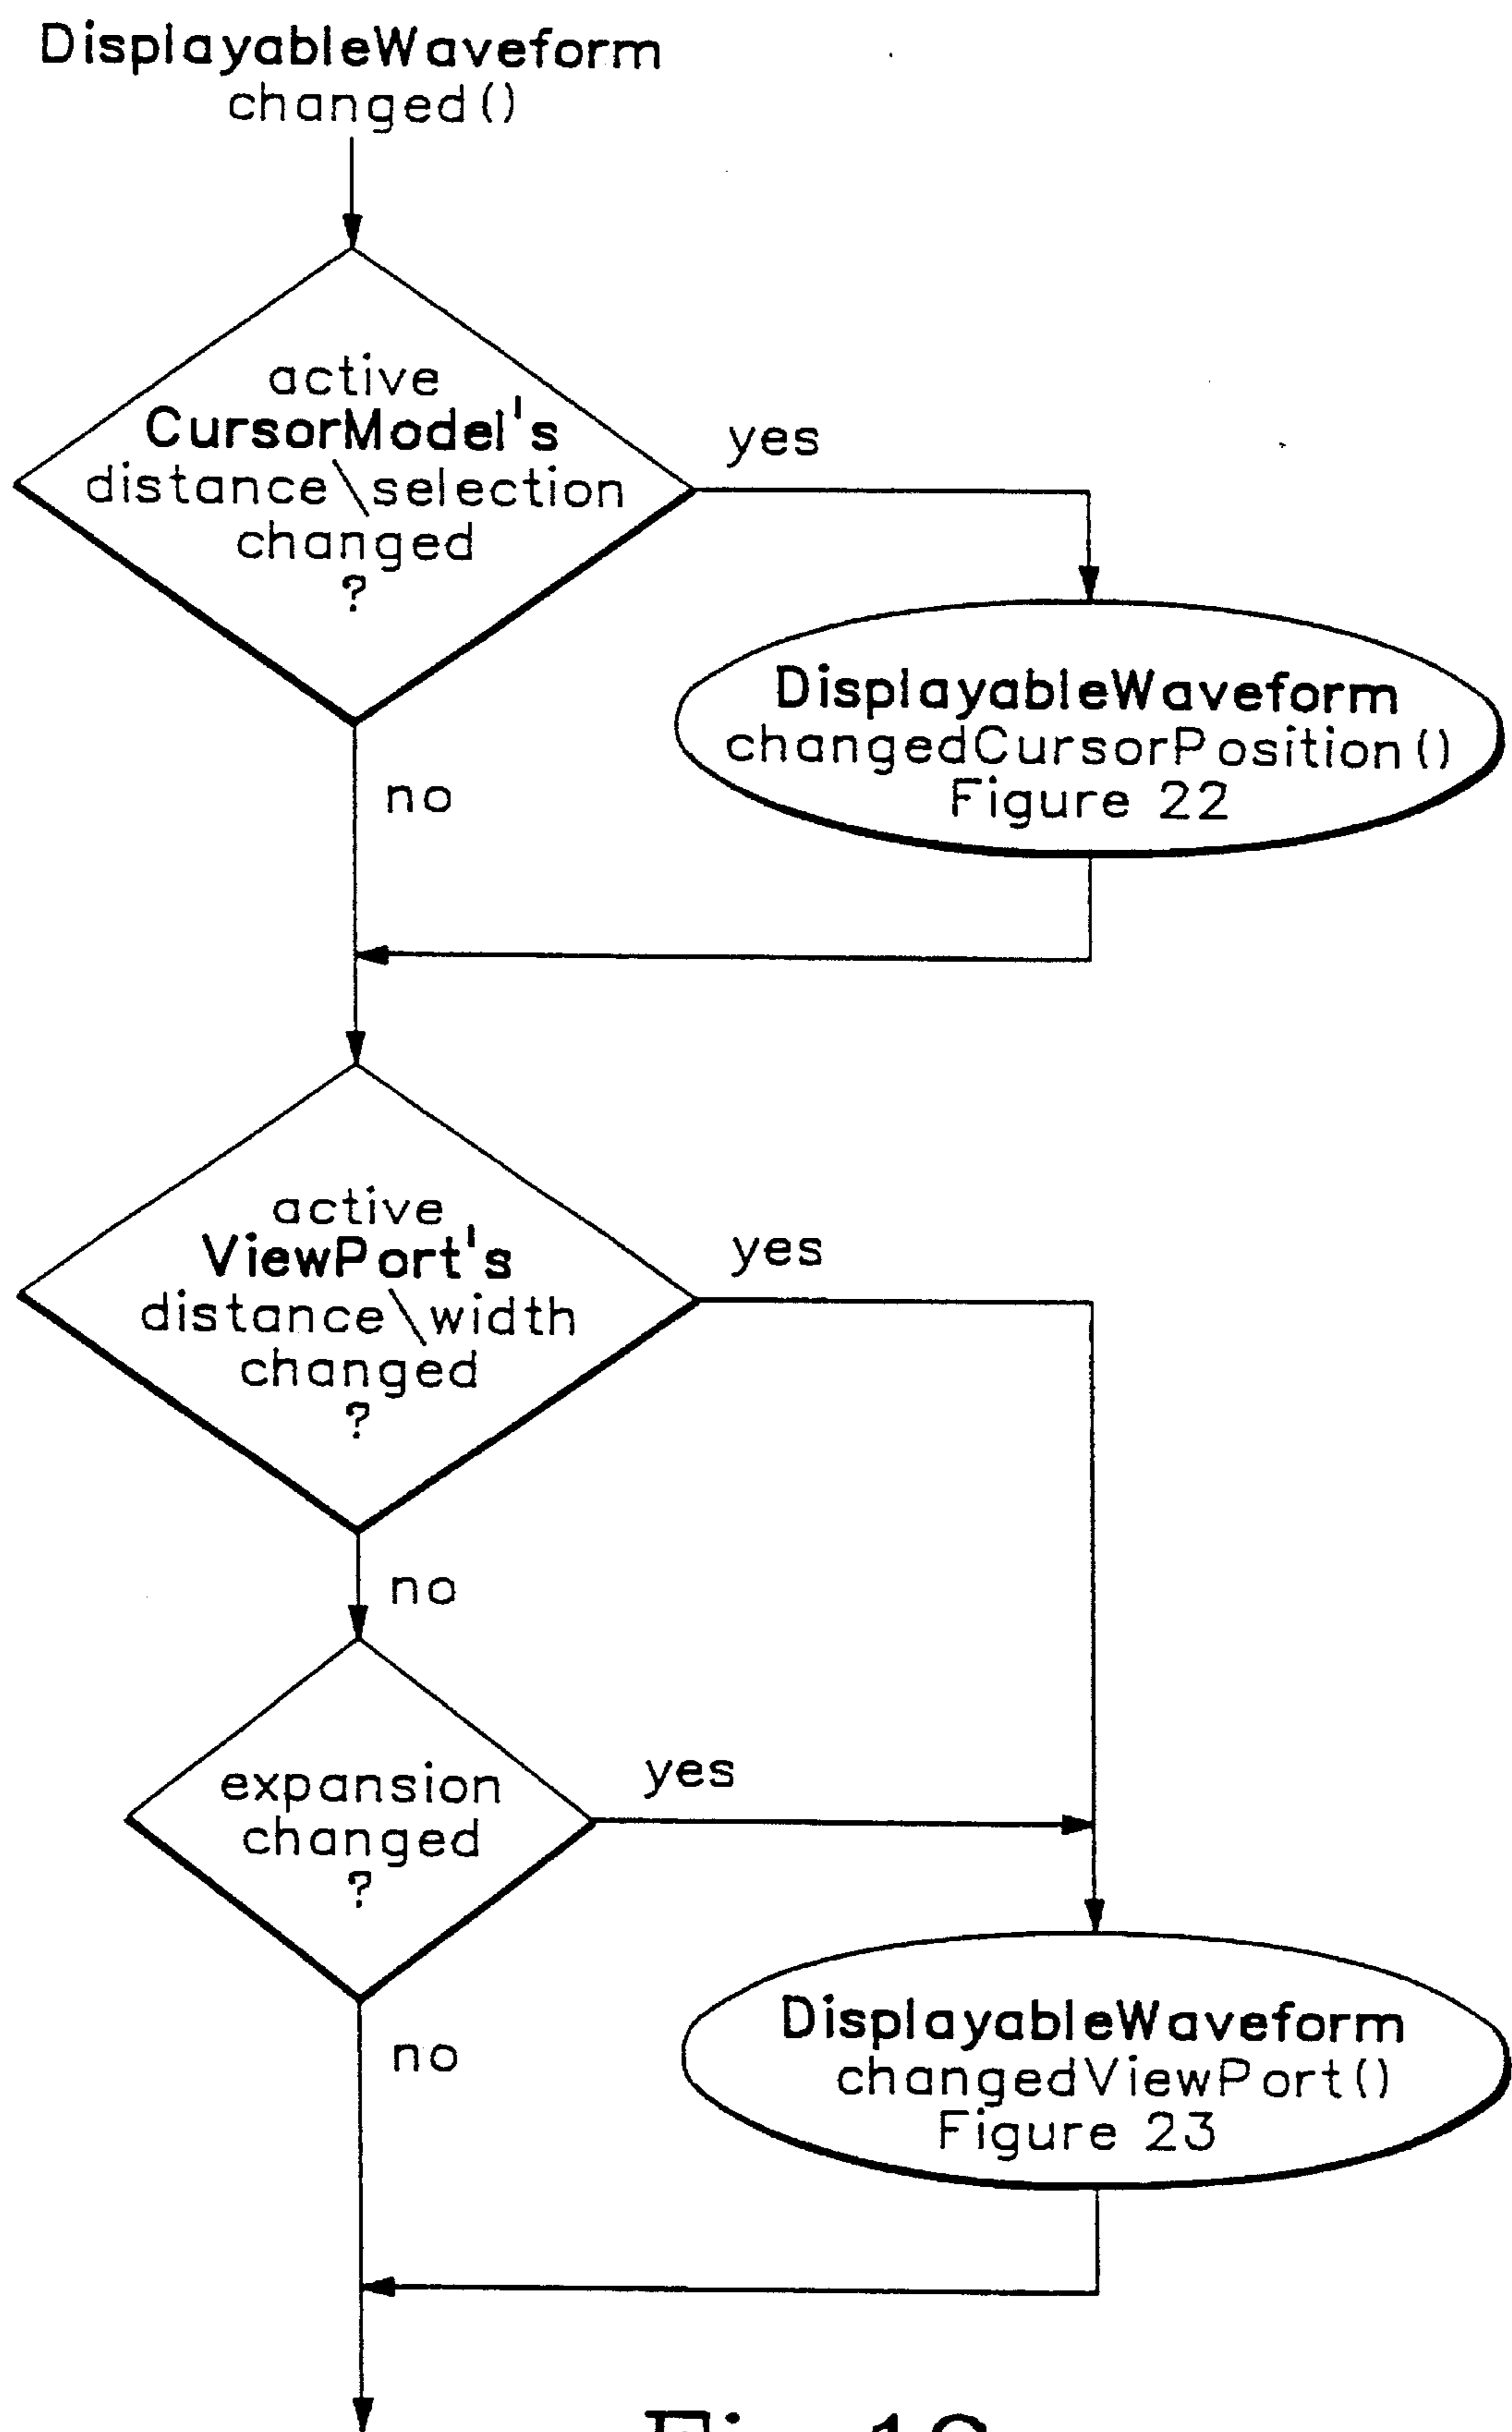 DisplayableWaveform
changed()
active
CursorModel's
distance\selection
changed
?
yes
DisplayableWaveform
changedCursorPosition()
Figure 22
no
active
ViewPort's
distance\width
changed
?
yes
no
expansion
changed
?
yes
DisplayableWaveform
changedViewPort()
Figure 23
no